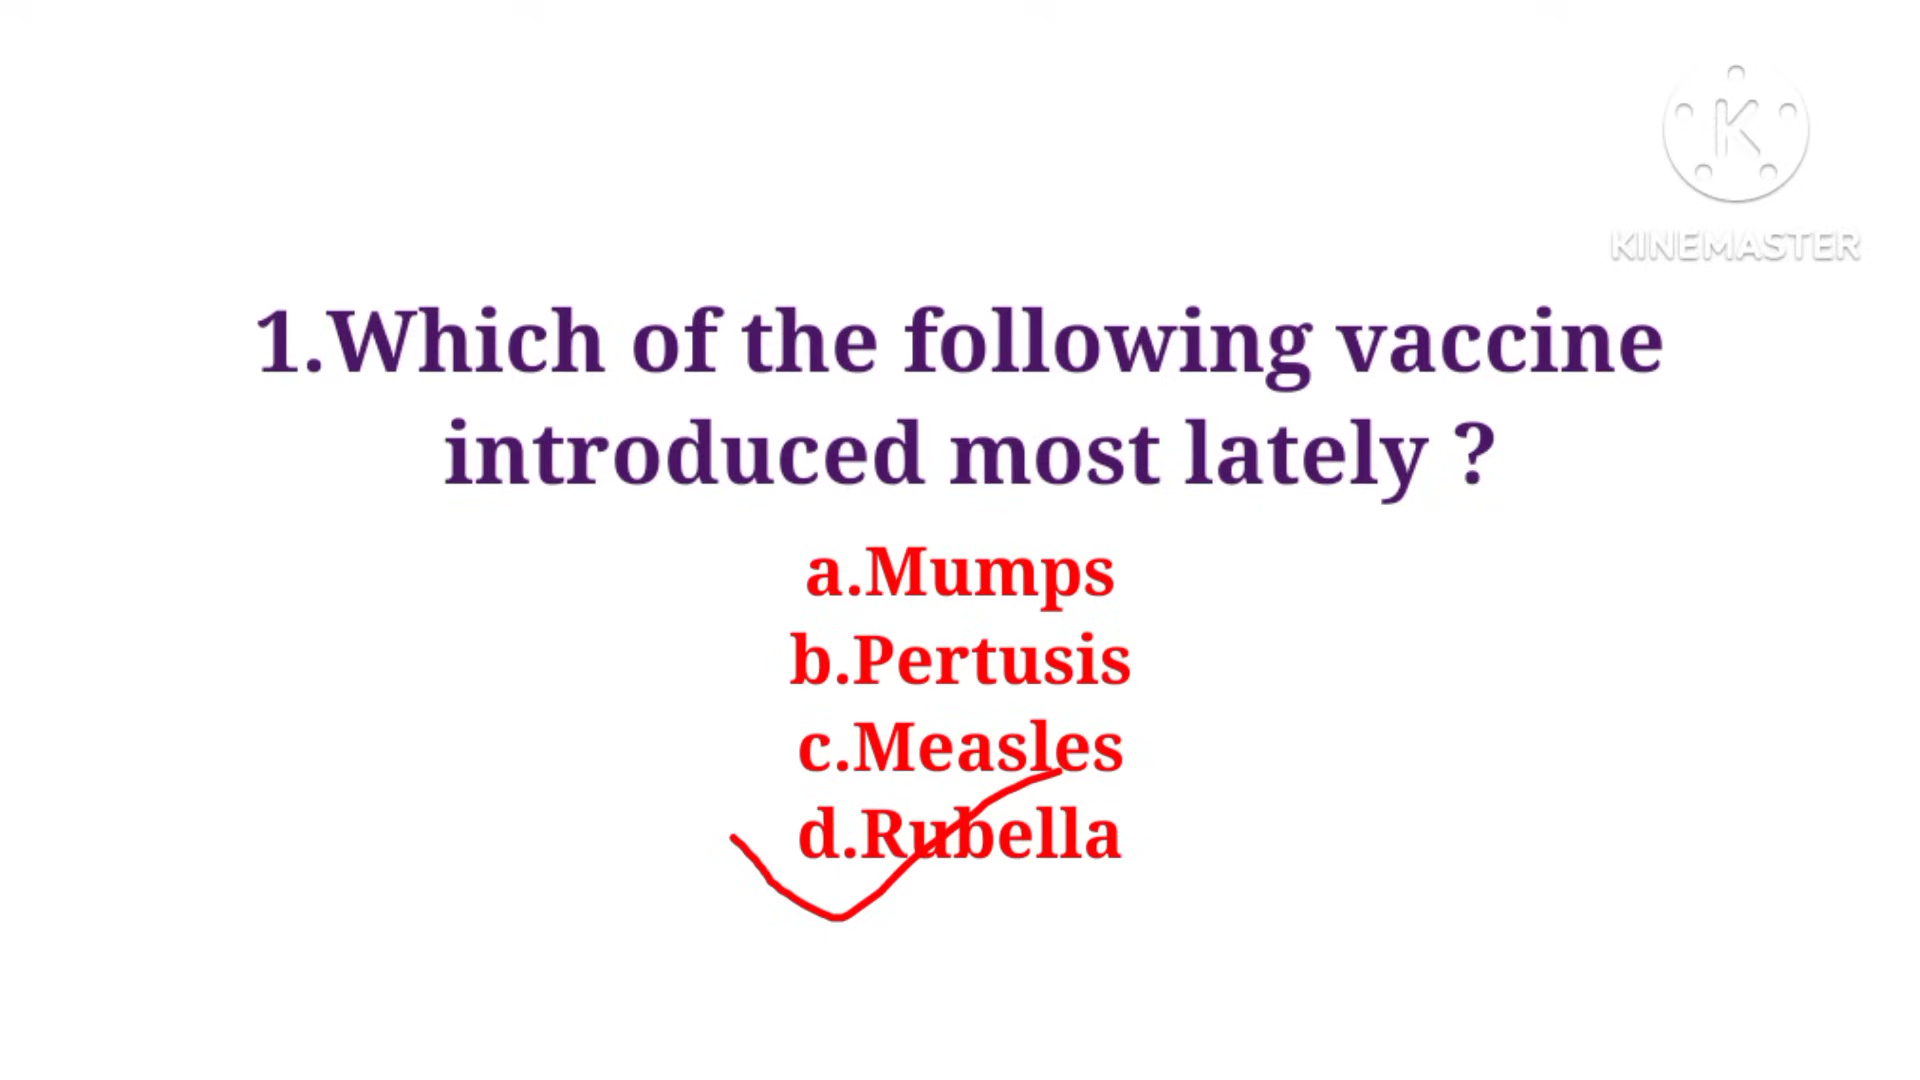 K
KINEMASTER
1.Which of the following vaccine
introduced most lately ?
a.Mumps
b.Pertusis
c.Measles
d.Rubella